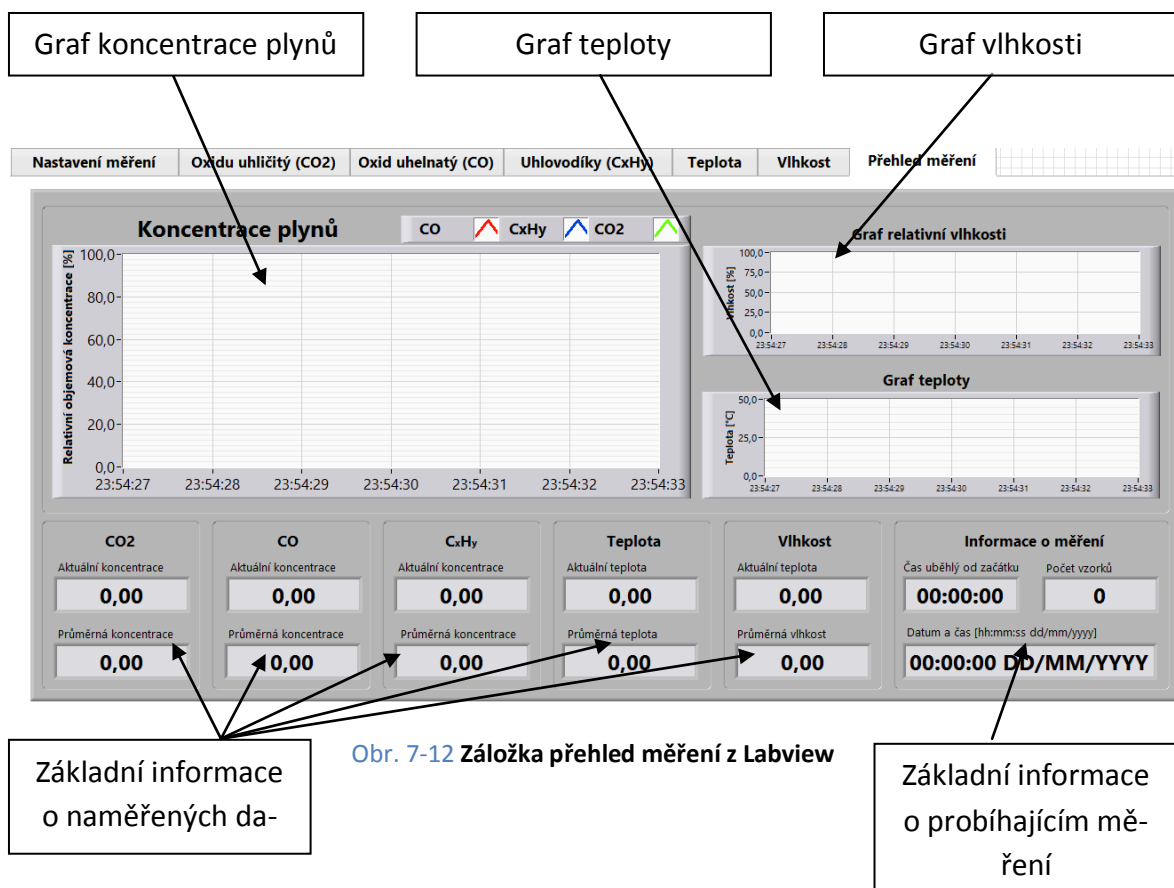 Graf koncentrace plynů
Graf teploty
Graf vlhkosti
Nastavení měření
Oxidu uhličitý (CO2)
Oxid uhelnatý (CO)
Uhlovodíky (CxHy)
Teplota
Vlhkost
Přehled měření
Koncentrace plynů
CO
CxHy
CO2
Relativní objemová koncentrace [%]
100,0
80,0
60,0
40,0
20,0
0,0
23:54:27
23:54:28
23:54:29
23:54:30
23:54:31
23:54:32
23:54:33
Graf relativní vlhkosti
Vlhkost [%]
100,0
75,0
50,0
25,0
0,0
23:54:27
23:54:28
23:54:29
23:54:30
23:54:31
23:54:32
23:54:33
Graf teploty
Teplota [°C]
50,0
25,0
0,0
23:54:27
23:54:28
23:54:29
23:54:30
23:54:31
23:54:32
23:54:33
CO2
Aktuální koncentrace
0,00
Průměrná koncentrace
0,00
CO
Aktuální koncentrace
0,00
Průměrná koncentrace
0,00
CxHy
Aktuální koncentrace
0,00
Průměrná koncentrace
0,00
Teplota
Aktuální teplota
0,00
Průměrná teplota
0,00
Vlhkost
Aktuální teplota
0,00
Průměrná vlhkost
0,00
Informace o měření
Čas uběhlý od začátku
00:00:00
Počet vzorků
0
Datum a čas [hh:mm:ss dd/mm/yyyy]
00:00:00 DD/MM/YYYY
Základní informace
o naměřených da-
Obr. 7-12 Záložka přehled měření z Labview
Základní informace
o probíhajícím mě-
ření